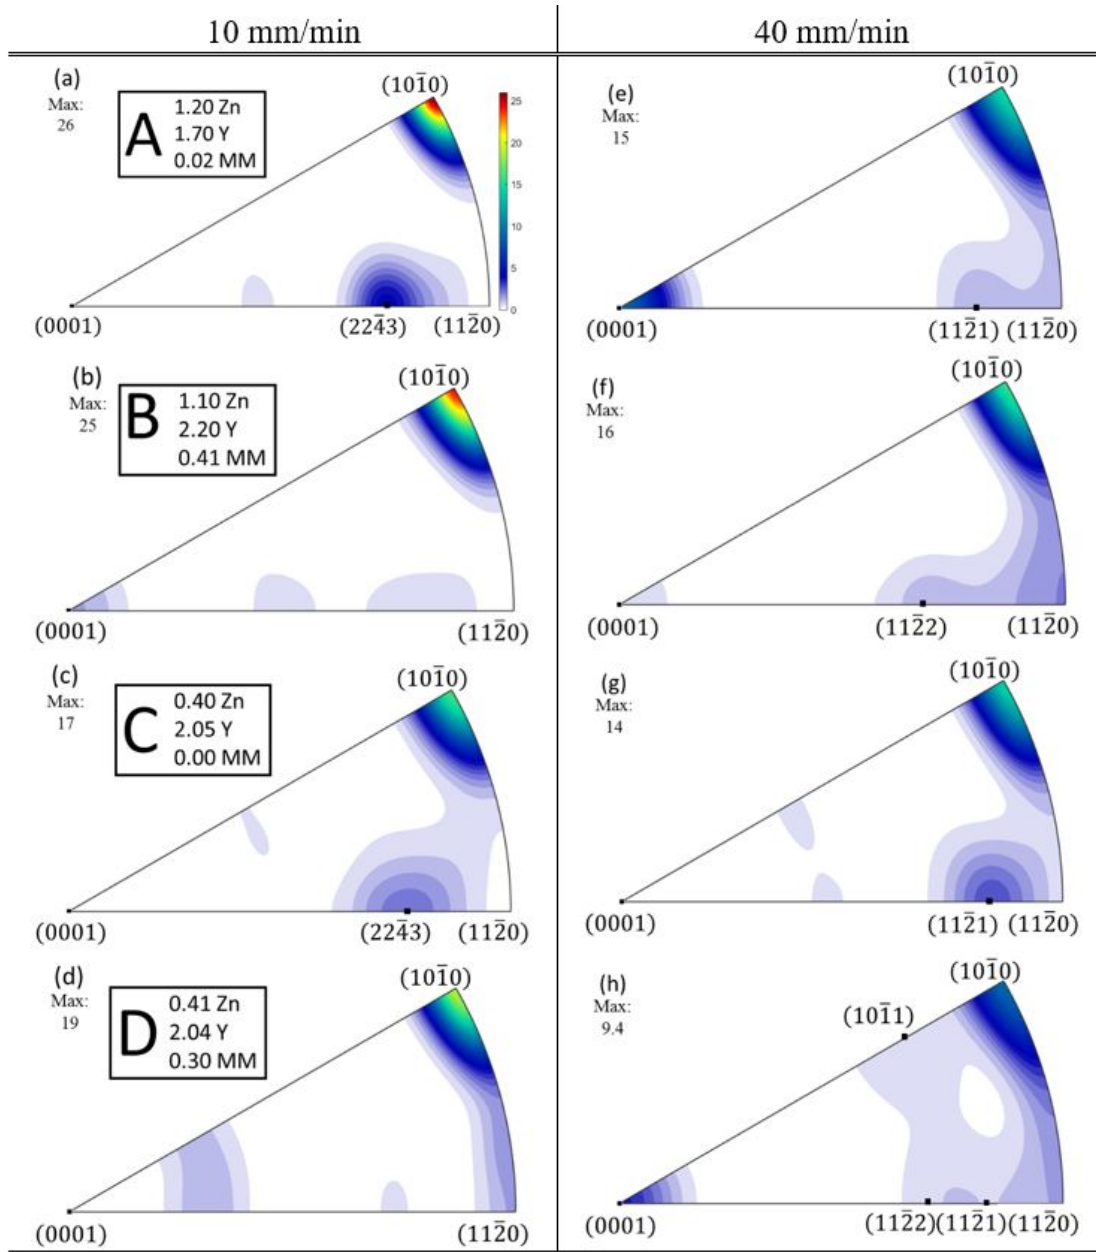 10 mm/min
40 mm/min
(a)
Max:
26
A
1.20 Zn
1.70 Y
0.02 MM
(101̅0)
25
20
15
10
5
0
(0001)
(224̅3)
(112̅0)
(e)
Max:
15
(101̅0)
(0001)
(112̅1)
(112̅0)
(b)
Max:
25
B
1.10 Zn
2.20 Y
0.41 MM
(101̅0)
(0001)
(112̅0)
(f)
Max:
16
(101̅0)
(0001)
(112̅2)
(112̅0)
(c)
Max:
17
C
0.40 Zn
2.05 Y
0.00 MM
(101̅0)
(0001)
(224̅3)
(112̅0)
(g)
Max:
14
(101̅0)
(0001)
(112̅1)
(112̅0)
(d)
Max:
19
D
0.41 Zn
2.04 Y
0.30 MM
(101̅0)
(0001)
(112̅0)
(h)
Max:
9.4
(101̅0)
(101̅1)
(0001)
(112̅2)(112̅1)(112̅0)